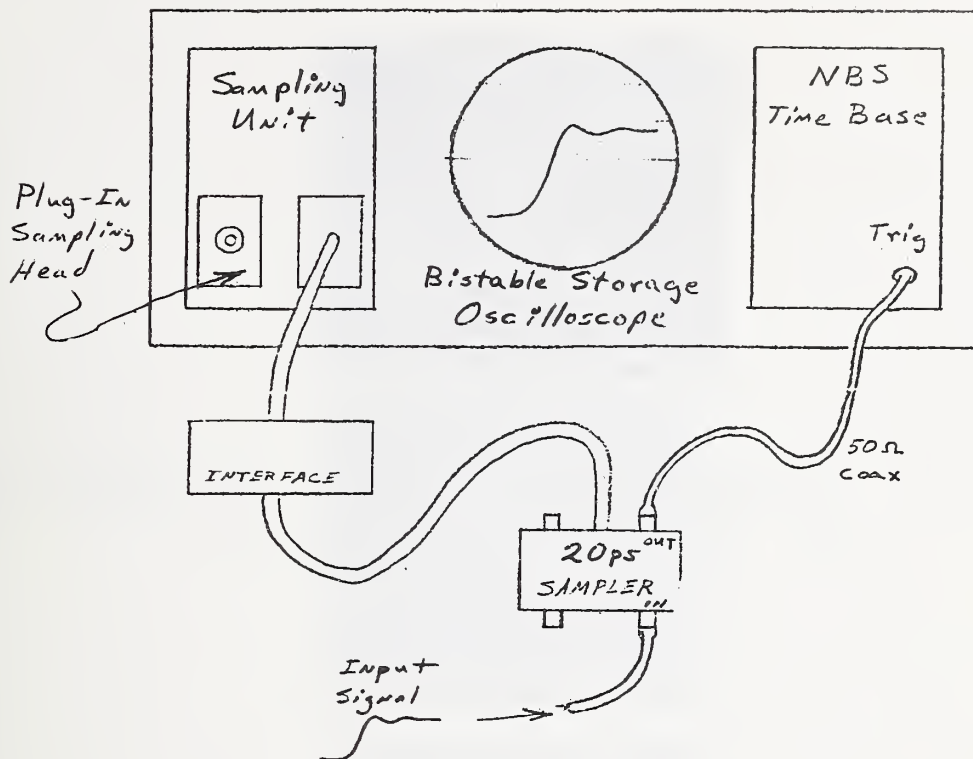 Sampling
Unit
NBS
Time Base
Plug-In
Sampling
Head
Trig
Bistable Storage
Oscilloscope
INTERFACE
50Ω
coax
20ps OUT
SAMPLER
IN
Input
Signal